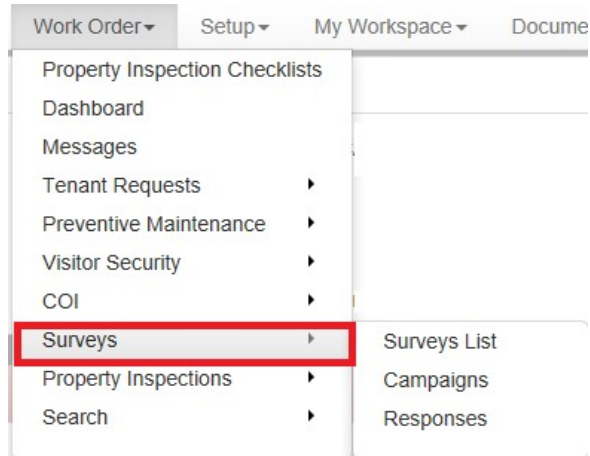 Work Order Setup My Workspace Docume
Property Inspection Checklists
Dashboard
Messages
Tenant Requests
Preventive Maintenance
Visitor Security
COI
Surveys Surveys List
Property Inspections Campaigns
Search Responses